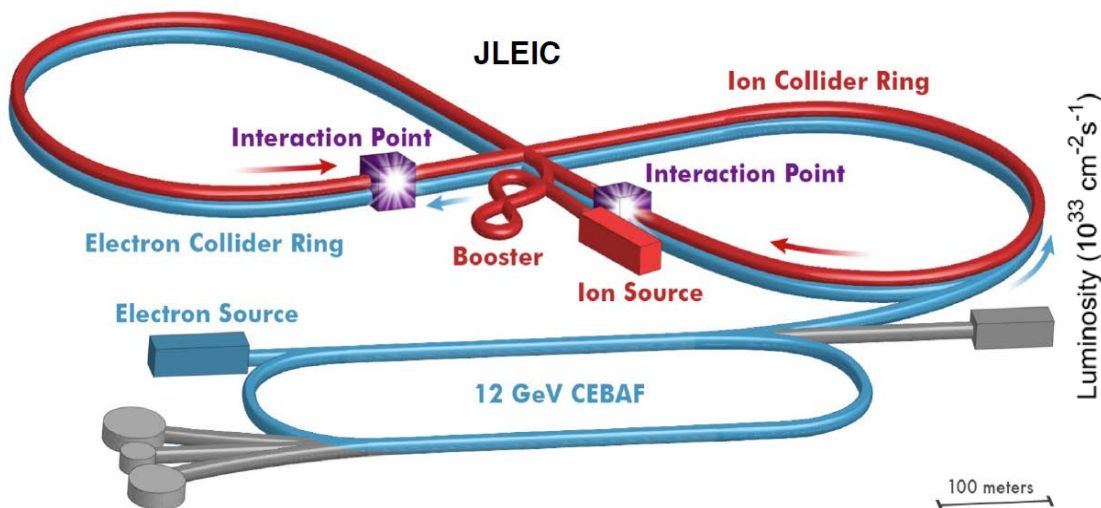 JLEIC
Ion Collider Ring
Interaction Point
Interaction Point
Electron Collider Ring
Booster
Ion Source
Electron Source
12 GeV CEBAF
100 meters
Luminosity (10³³ cm⁻²s⁻¹)